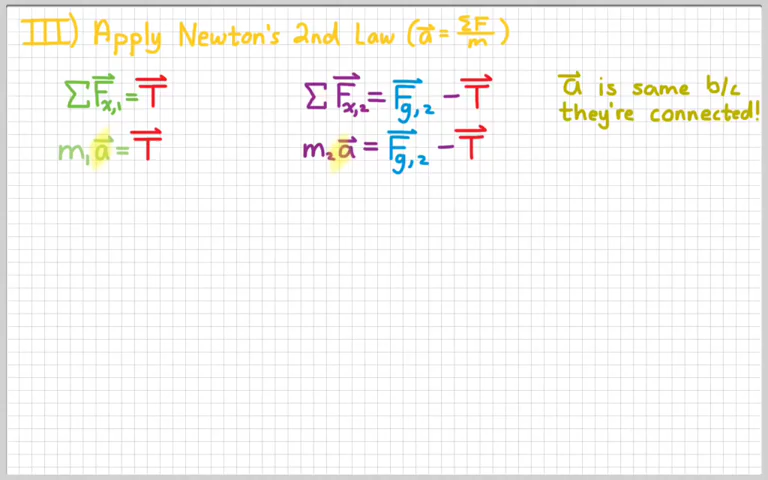 III) Apply Newton's 2nd Law (a⃗ = ΣF/m)
ΣF⃗x,1 = T⃗
ΣF⃗x,2 = F⃗g,2 - T⃗
a⃗ is same b/c
they're connected!
m₁a⃗ = T⃗
m₂a⃗ = F⃗g,2 - T⃗